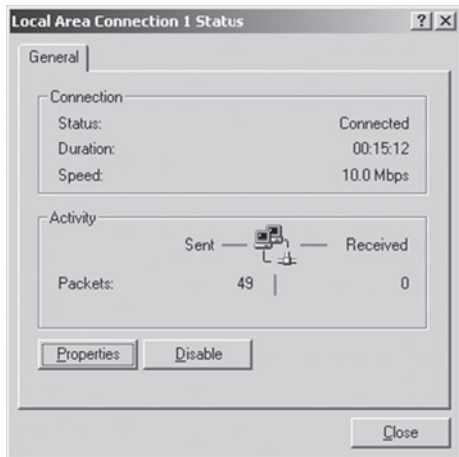 Local Area Connection 1 Status ? X
General
Connection
Status: Connected
Duration: 00:15:12
Speed: 10.0 Mbps
Activity
Sent Received
Packets: 49 0
Properties Disable
Close